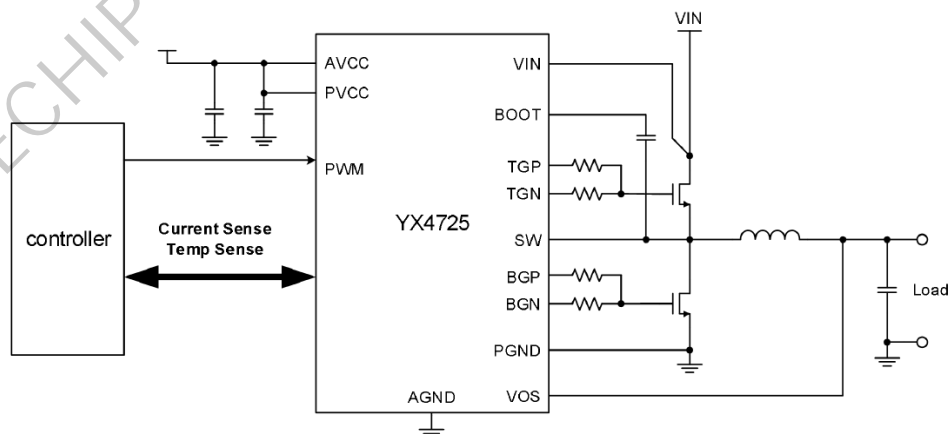 ECHIP
VIN
AVCC
VIN
PVCC
BOOT
PWM
TGP
TGN
controller
Current Sense
Temp Sense
YX4725
SW
BGP
BGN
Load
PGND
AGND
VOS